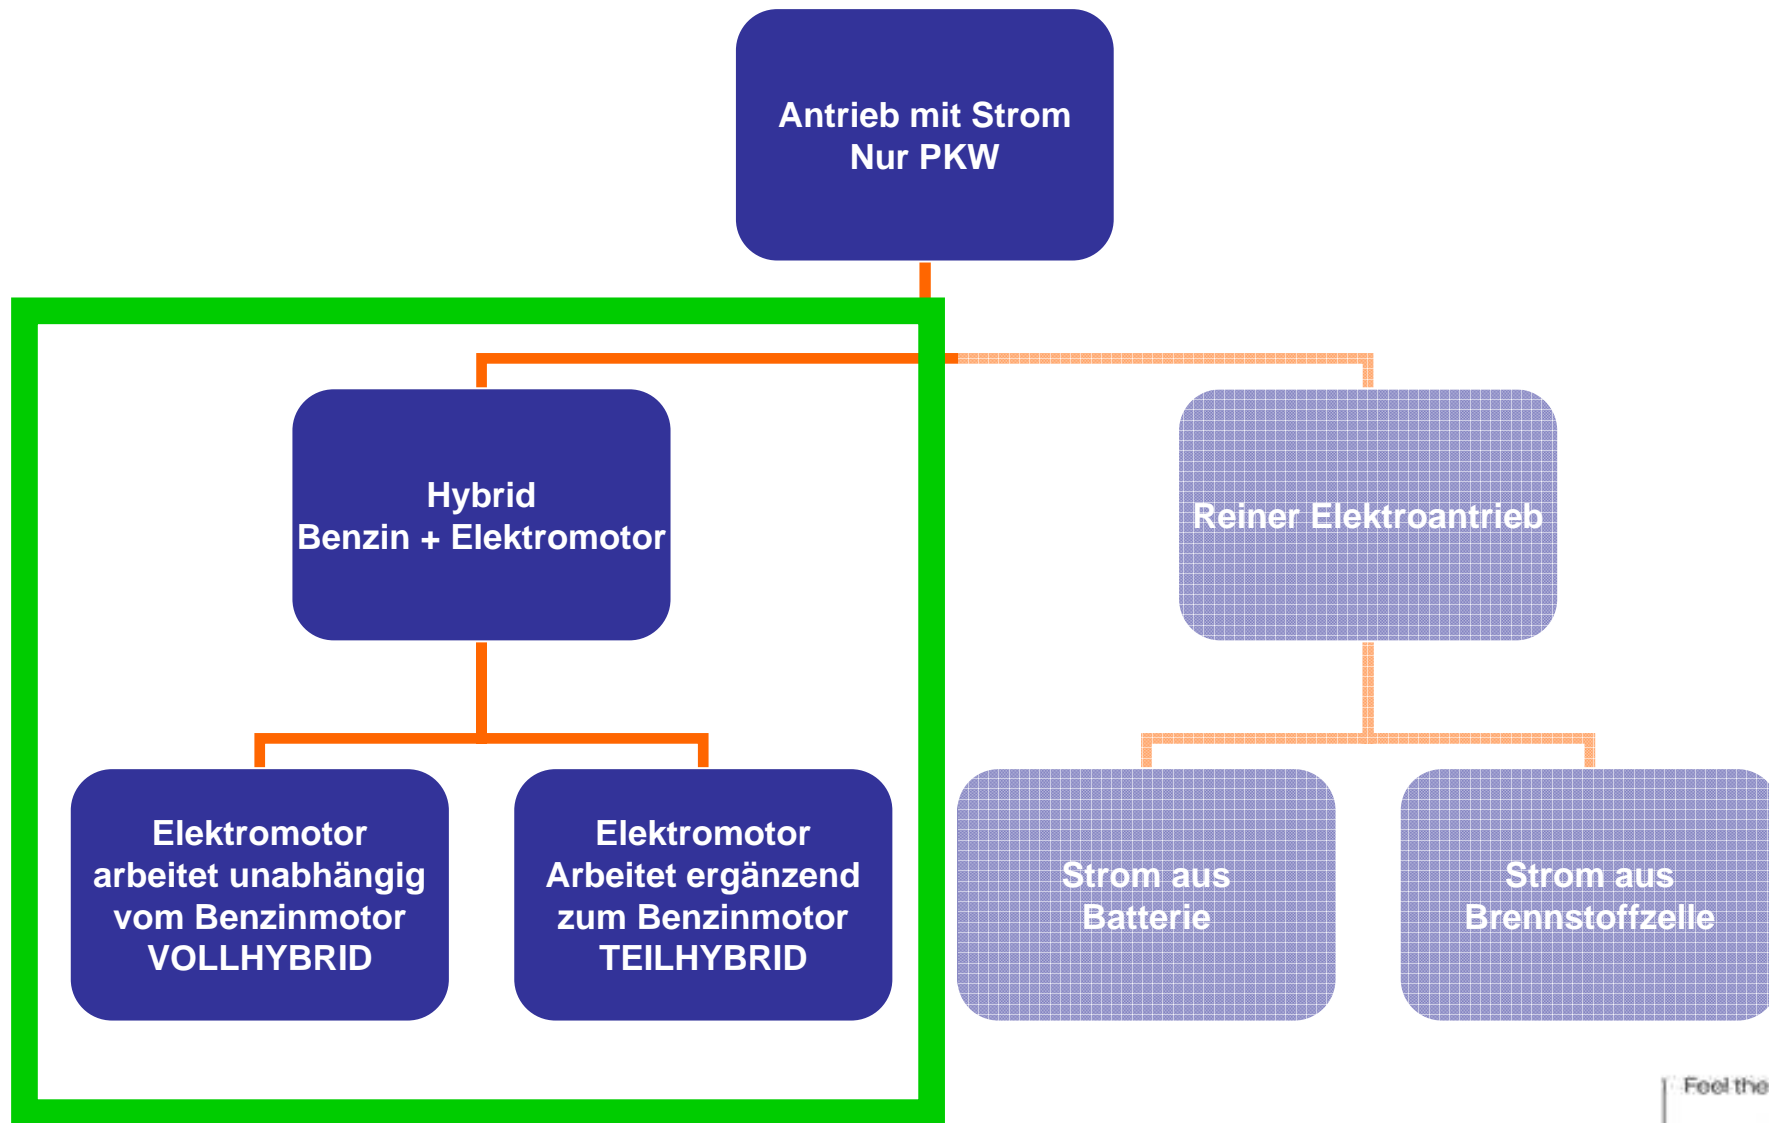 Antrieb mit Strom
Nur PKW
Hybrid
Benzin + Elektromotor
Reiner Elektroantrieb
Elektromotor
arbeitet unabhängig
vom Benzinmotor
VOLLHYBRID
Elektromotor
Arbeitet ergänzend
zum Benzinmotor
TEILHYBRID
Strom aus
Batterie
Strom aus
Brennstoffzelle
Feel the